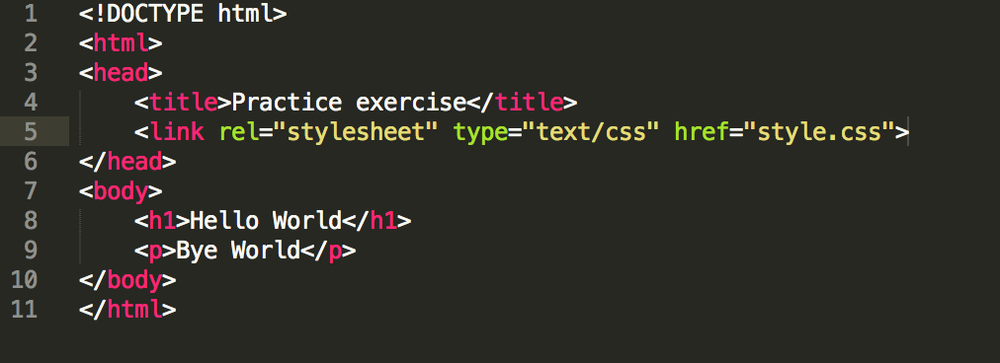 1 <!DOCTYPE html>
2 <html>
3 <head>
4     <title>Practice exercise</title>
5     <link rel="stylesheet" type="text/css" href="style.css">
6 </head>
7 <body>
8     <h1>Hello World</h1>
9     <p>Bye World</p>
10 </body>
11 </html>